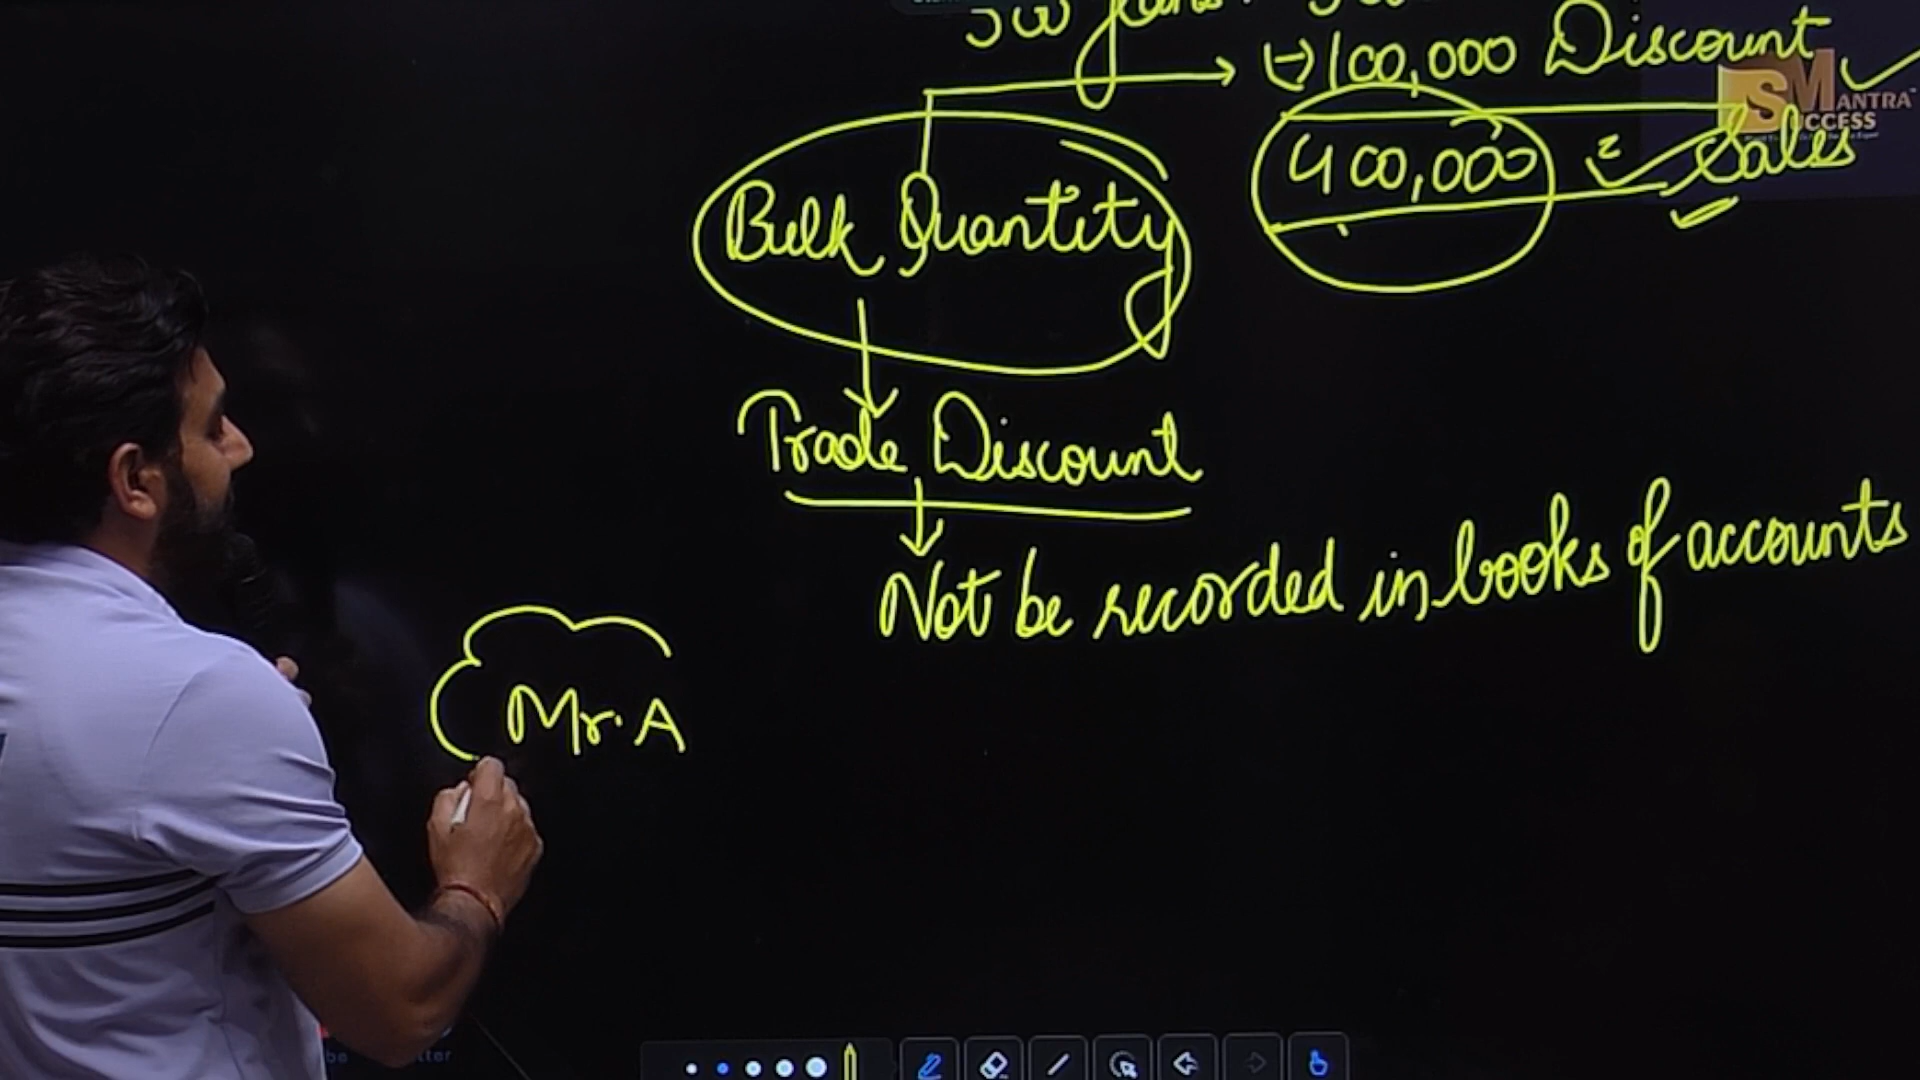 (-) 100,000 Discount
400,000 = Sales
SM
MANTRA
SUCCESS
Bulk Quantity
Trade Discount
Not be recorded in books of accounts
Mr. A